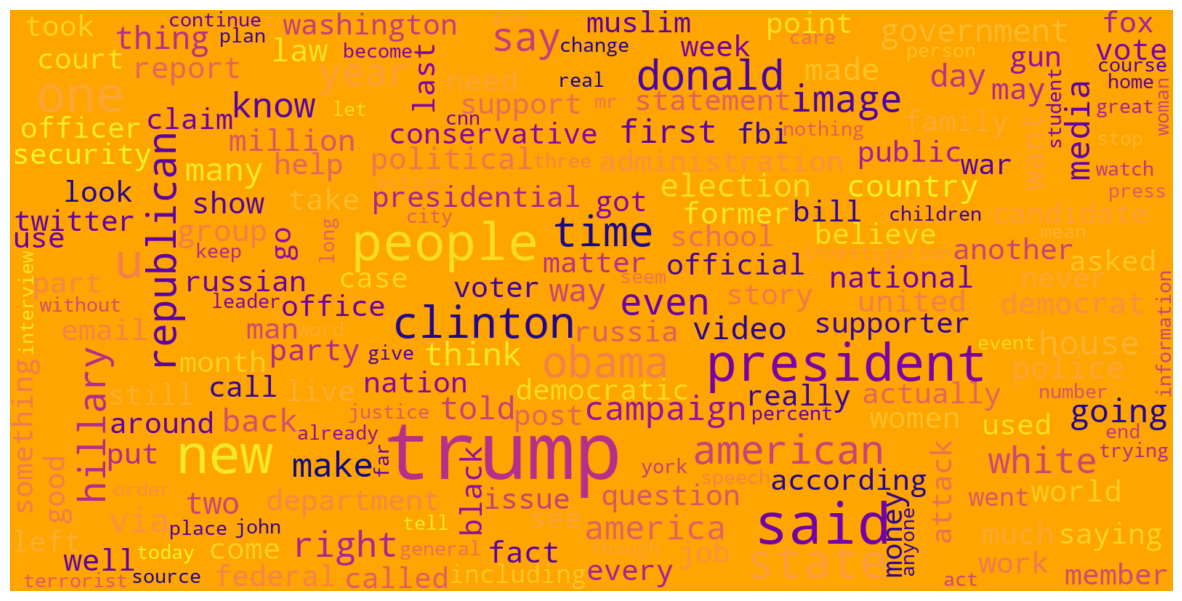 took
continue
plan
washington
muslim
point
government
fox
thing
law
become
say
change
week
care
person
vote
court
report
year
last
need
real
donald
made
day
gun
course
home
one
know
let
support
mr
statement
image
may
student
great
woman
officer
claim
million
cnn
conservative
first
fbi
nothing
family
want
media
stop
security
many
help
political
three
administration
public
war
watch
press
look
show
take
presidential
got
election
country
twitter
republican
group
go
long
city
people
time
former
bill
children
candidate
use
u
keep
school
believe
mean
another
part
russian
case
matter
official
investigation
never
asked
without
interview
leader
office
voter
way
seem
even
story
national
united
democrat
email
man
word
clinton
russia
video
supporter
information
month
party
give
think
obama
president
event
house
something
hillary
still
call
live
nation
democratic
really
actually
police
number
around
back
justice
told
post
campaign
percent
women
used
going
good
put
new
already
trump
american
white
end
trying
make
far
black
york
speech
according
attack
order
two
department
issue
question
went
world
via
place
john
tell
see
america
said
money
anyone
much
saying
left
well
today
come
right
general
fact
though
job
state
work
terrorist
source
federal
called
including
every
act
member